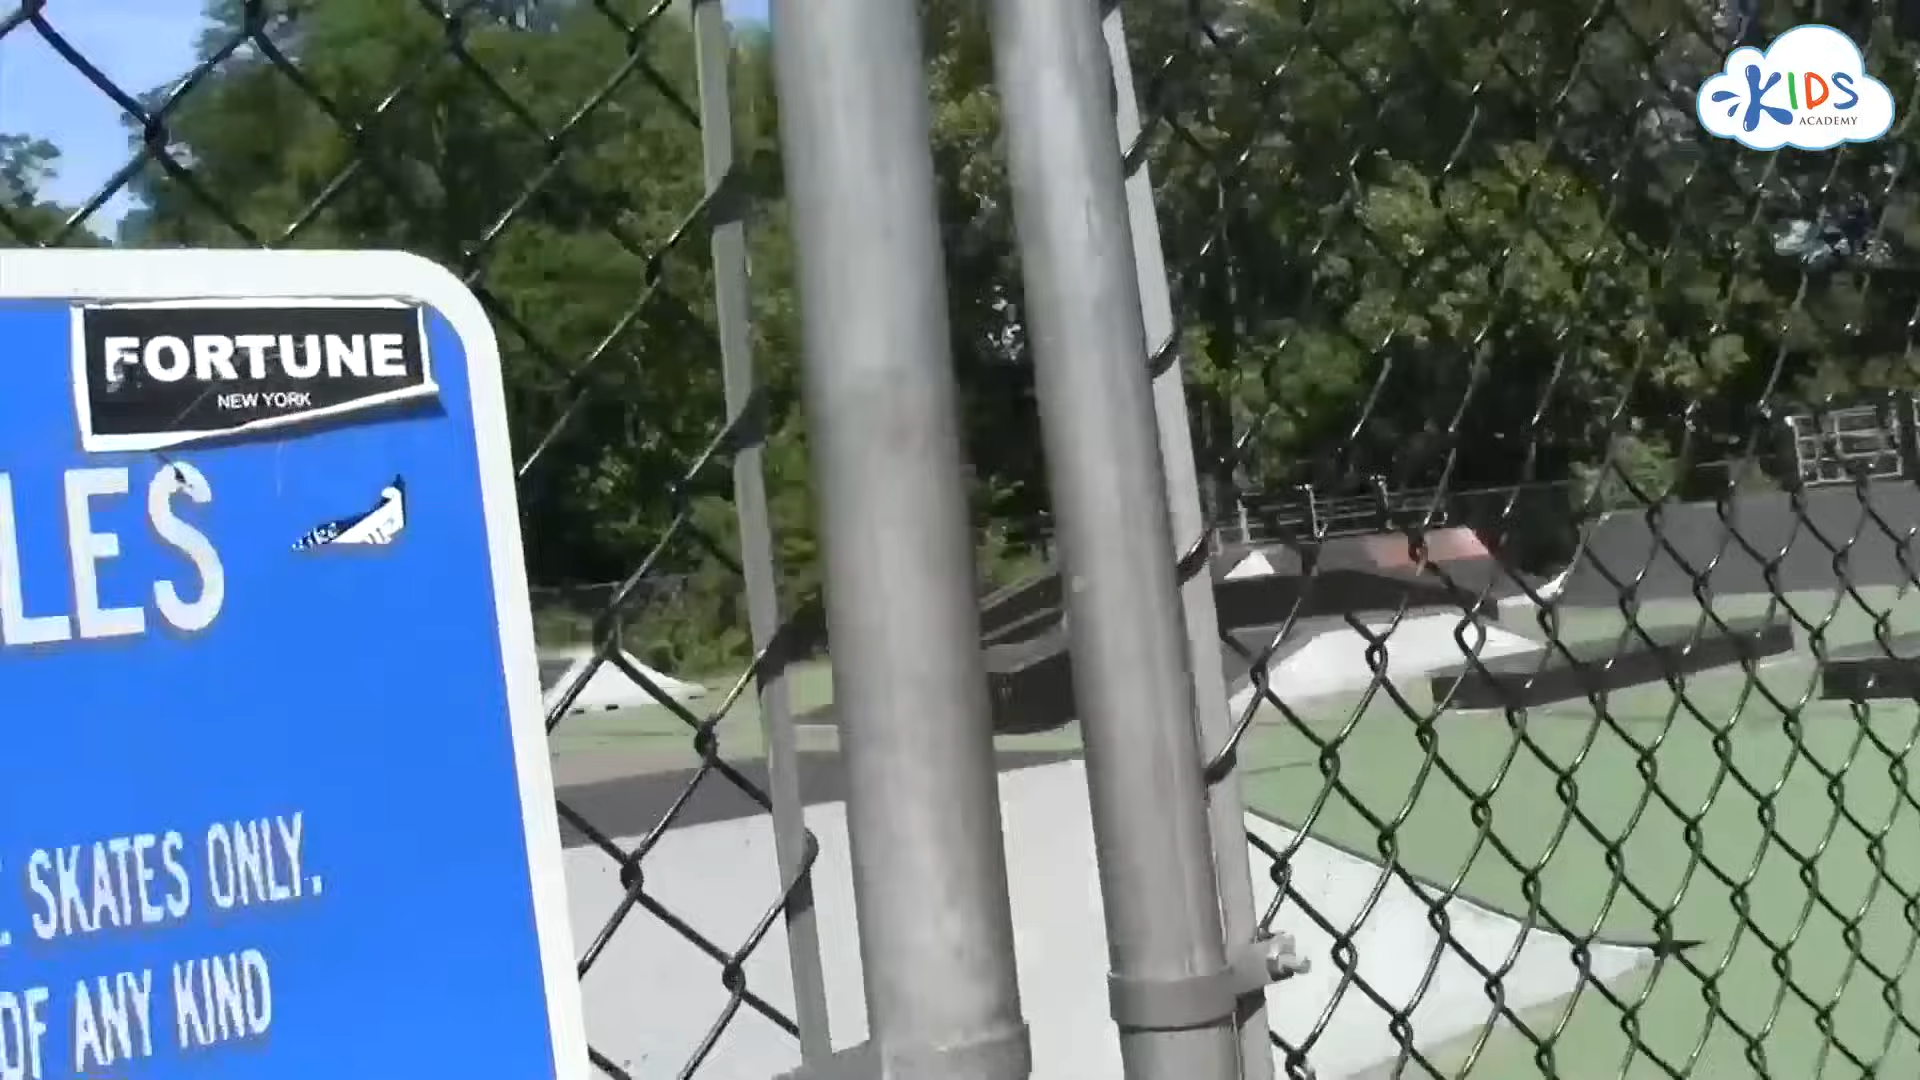 KIDS
ACADEMY
FORTUNE
NEW YORK
LES
SKATES ONLY.
OF ANY KIND